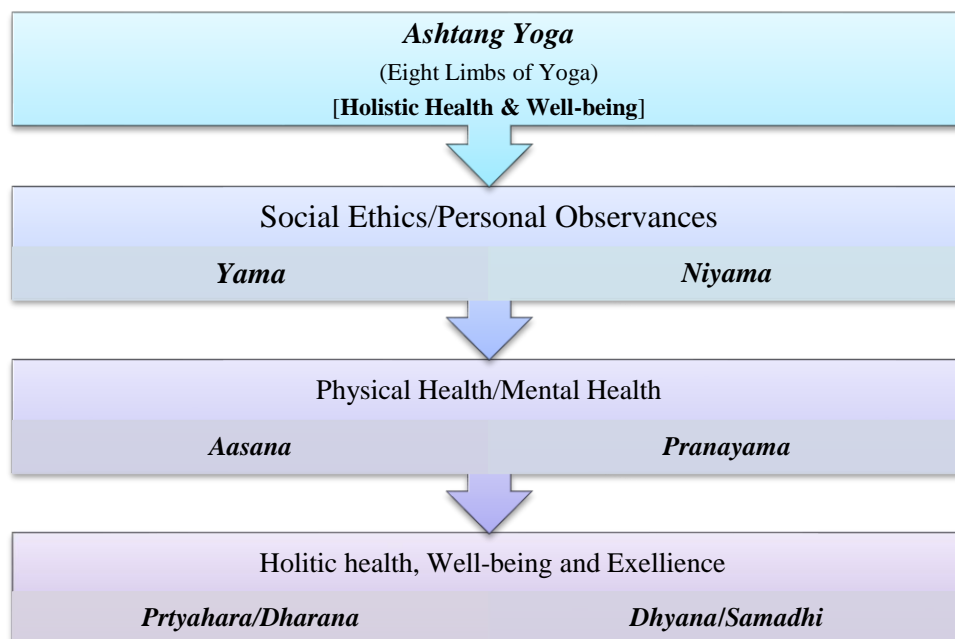 Ashtang Yoga
(Eight Limbs of Yoga)
[Holistic Health & Well-being]
Social Ethics/Personal Observances
Yama Niyama
Physical Health/Mental Health
Aasana Pranayama
Holitic health, Well-being and Exellience
Prtyahara/Dharana Dhyana/Samadhi